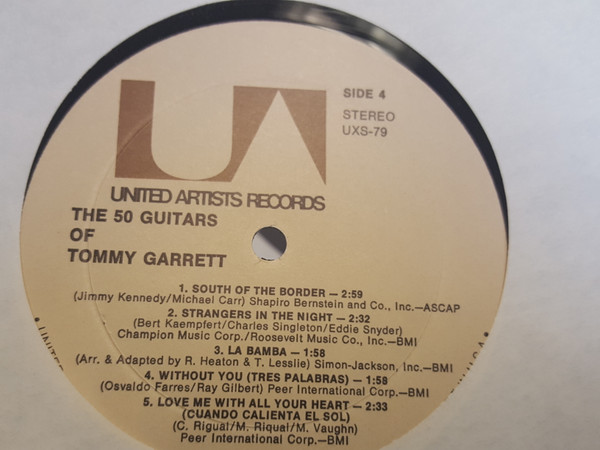 UA
SIDE 4
STEREO
UXS-79
UNITED ARTISTS RECORDS
THE 50 GUITARS
OF
TOMMY GARRETT
1. SOUTH OF THE BORDER — 2:59
(Jimmy Kennedy/Michael Carr) Shapiro Bernstein and Co., Inc.—ASCAP
2. STRANGERS IN THE NIGHT — 2:32
(Bert Kaempfert/Charles Singleton/Eddie Snyder)
Champion Music Corp./Roosevelt Music Co., Inc.—BMI
3. LA BAMBA — 1:58
(Arr. & Adapted by R. Heaton & T. Lesslie) Simon-Jackson, Inc.—BMI
4. WITHOUT YOU (TRES PALABRAS) — 1:58
(Osvaldo Farres/Ray Gilbert) Peer International Corp.—BMI
5. LOVE ME WITH ALL YOUR HEART — 2:33
(CUANDO CALIENTA EL SOL)
(C. Rigual/M. Rigual/M. Vaughn)
Peer International Corp.—BMI